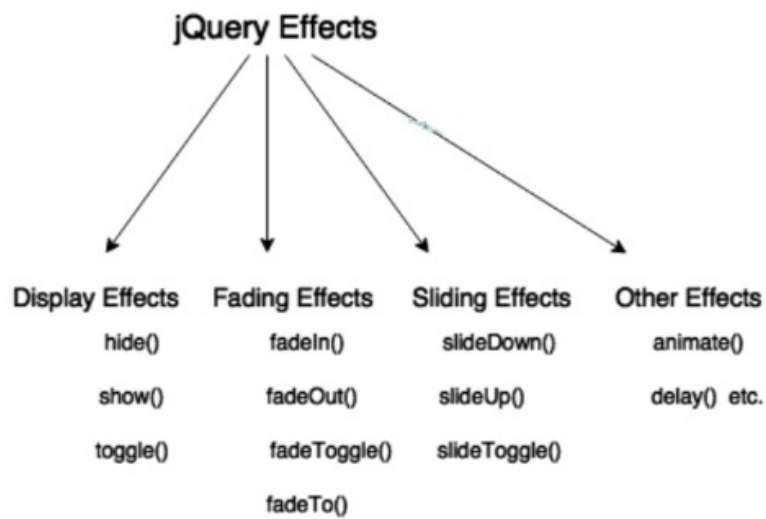 jQuery Effects
Display Effects
hide()
show()
toggle()
Fading Effects
fadeIn()
fadeOut()
fadeToggle()
fadeTo()
Sliding Effects
slideDown()
slideUp()
slideToggle()
Other Effects
animate()
delay() etc.